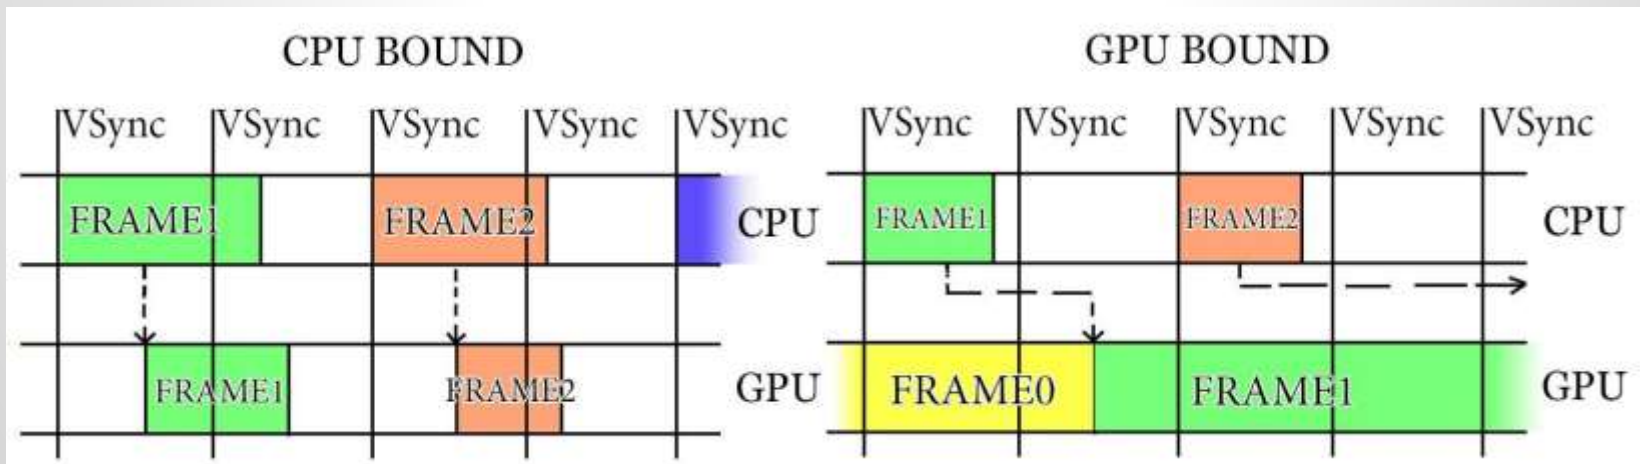 CPU BOUND
VSync VSync VSync VSync VSync
FRAME1 FRAME2 CPU
FRAME1 FRAME2 GPU
GPU BOUND
VSync VSync VSync VSync VSync
FRAME1 FRAME2 CPU
FRAME0 FRAME1 GPU